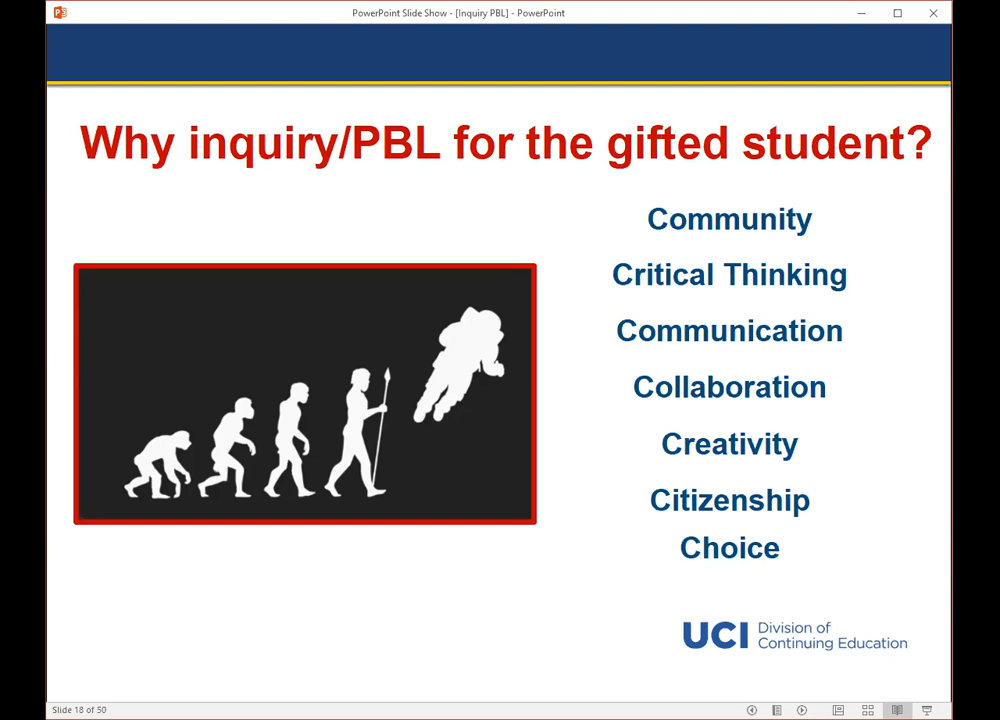 PowerPoint Slide Show - [Inquiry PBL] - PowerPoint
Why inquiry/PBL for the gifted student?
Community
Critical Thinking
Communication
Collaboration
Creativity
Citizenship
Choice
UCI Division of
Continuing Education
Slide 18 of 50